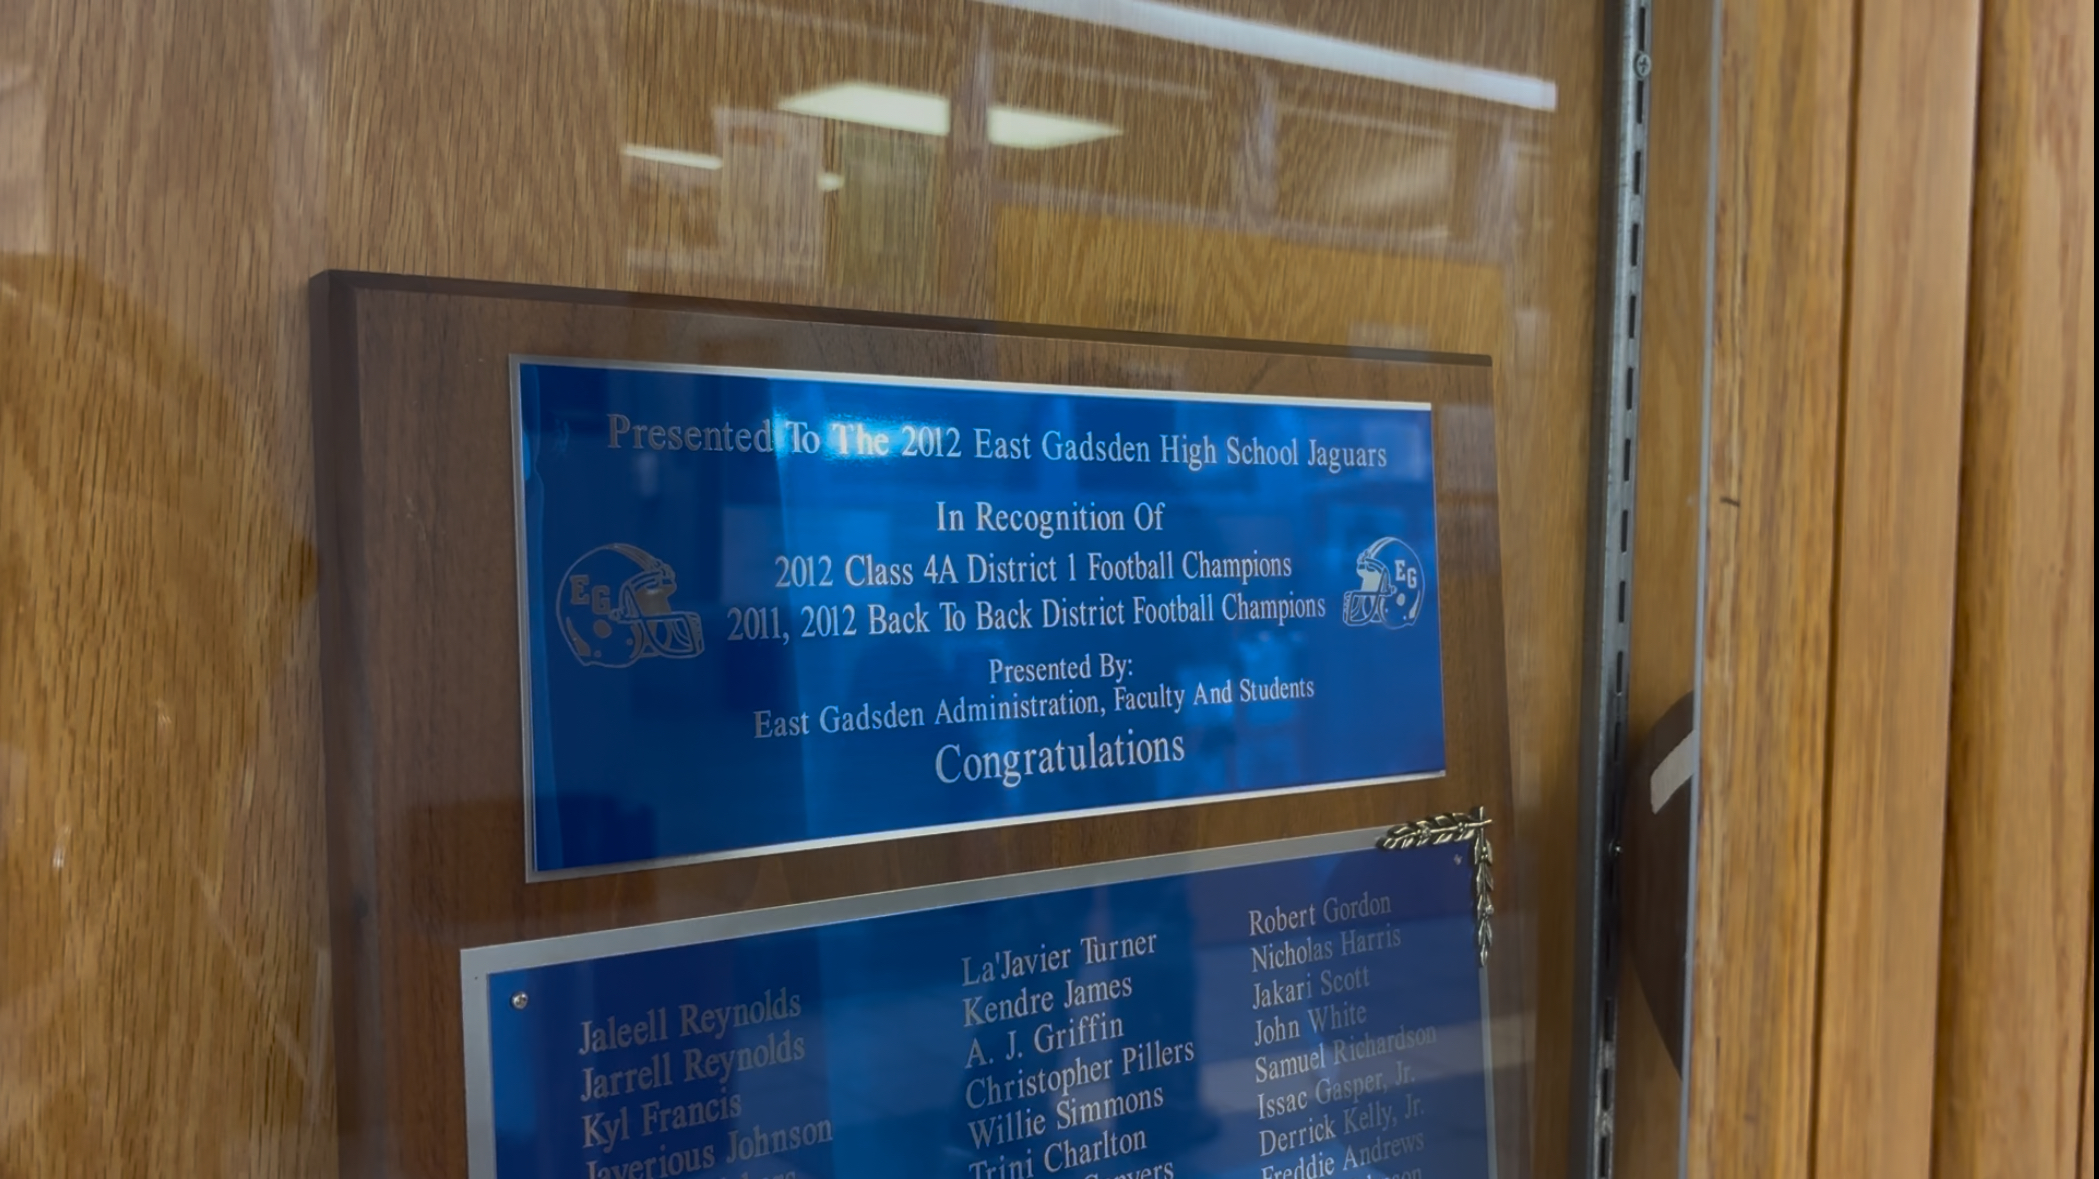 Presented To The 2012 East Gadsden High School Jaguars
In Recognition Of
2012 Class 4A District 1 Football Champions
2011, 2012 Back To Back District Football Champions
EG
EG
Presented By:
East Gadsden Administration, Faculty And Students
Congratulations
Jaleell Reynolds
Jarrell Reynolds
Kyl Francis
Javerious Johnson
La'Javier Turner
Kendre James
A. J. Griffin
Christopher Pillers
Willie Simmons
Trini Charlton
Robert Gordon
Nicholas Harris
Jakari Scott
John White
Samuel Richardson
Issac Gasper, Jr.
Derrick Kelly, Jr.
Freddie Andrews